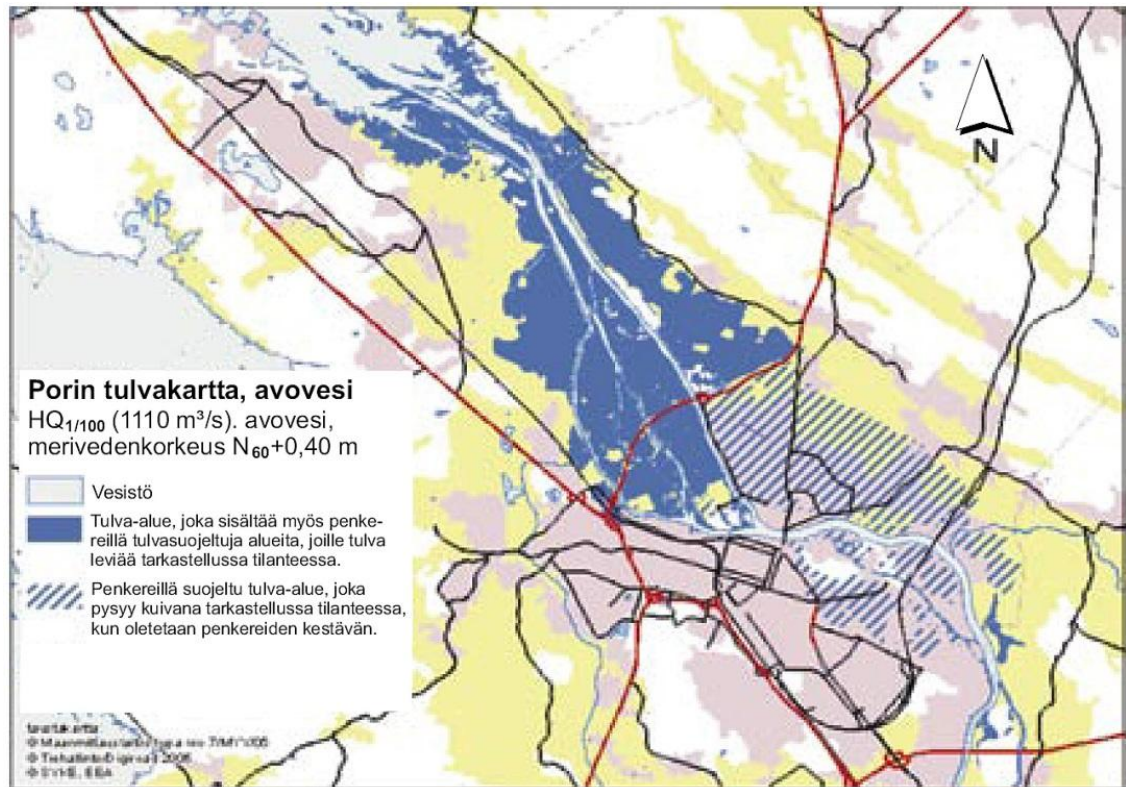 N
Porin tulvakartta, avovesi
HQ1/100 (1110 m³/s). avovesi,
merivedenkorkeus N60+0,40 m
Vesistö
Tulva-alue, joka sisältää myös penke-
reillä tulvasuojeltuja alueita, joille tulva
leviää tarkastellussa tilanteessa.
Penkereillä suojeltu tulva-alue, joka
pysyy kuivana tarkastellussa tilanteessa,
kun oletetaan penkereiden kestävän.
© SYKE, EEA